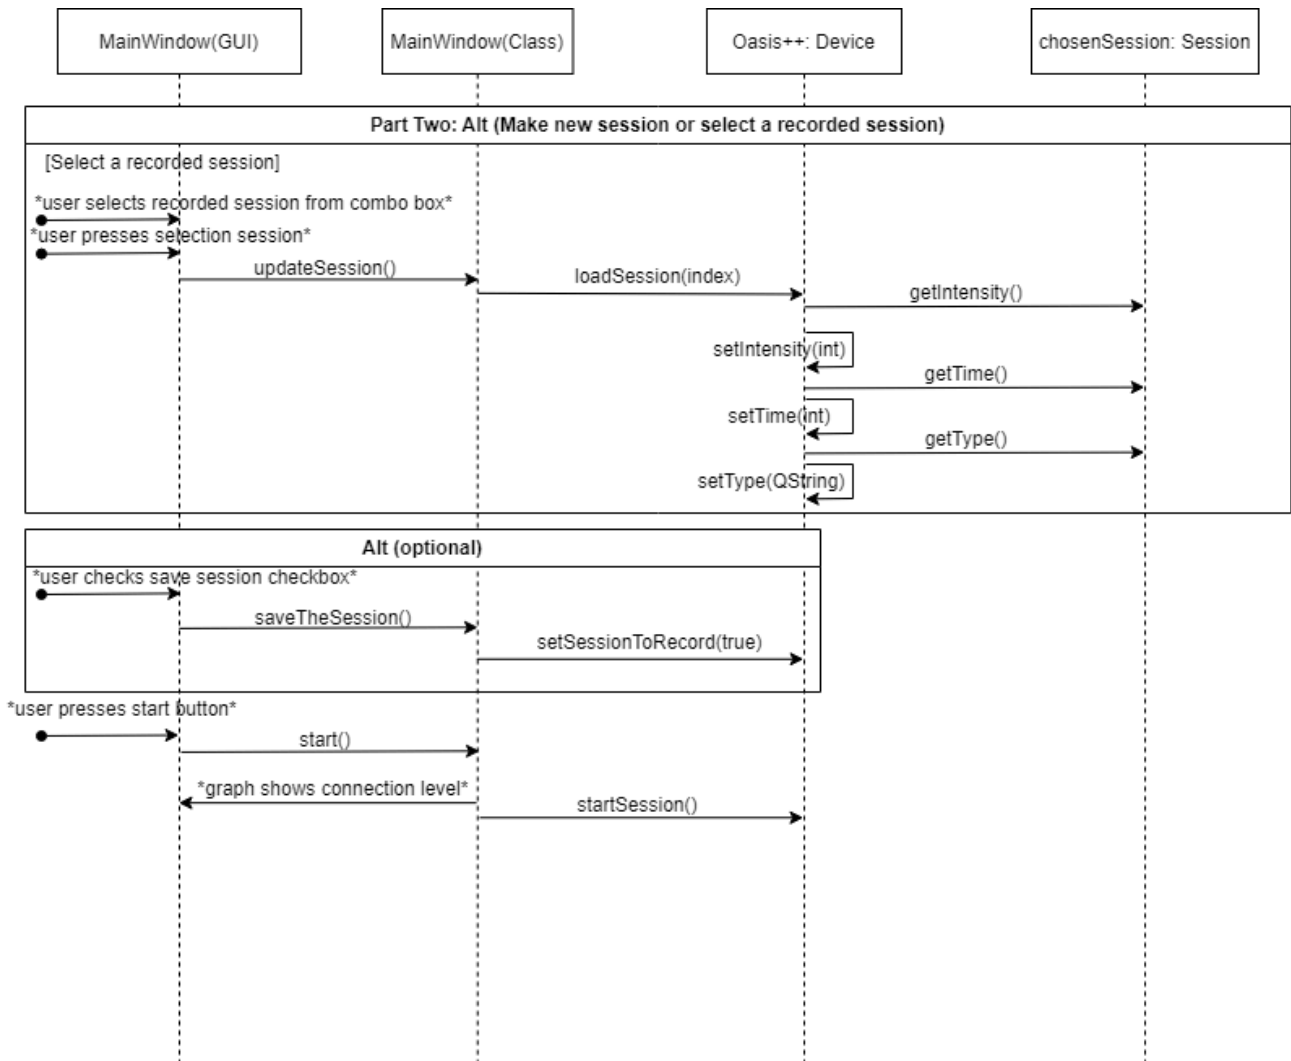 MainWindow(GUI)
MainWindow(Class)
Oasis++: Device
chosenSession: Session
Part Two: Alt (Make new session or select a recorded session)
[Select a recorded session]
*user selects recorded session from combo box*
*user presses selection session*
updateSession()
loadSession(index)
getIntensity()
setIntensity(int)
getTime()
setTime(int)
getType()
setType(QString)
Alt (optional)
*user checks save session checkbox*
saveTheSession()
setSessionToRecord(true)
*user presses start button*
start()
*graph shows connection level*
startSession()